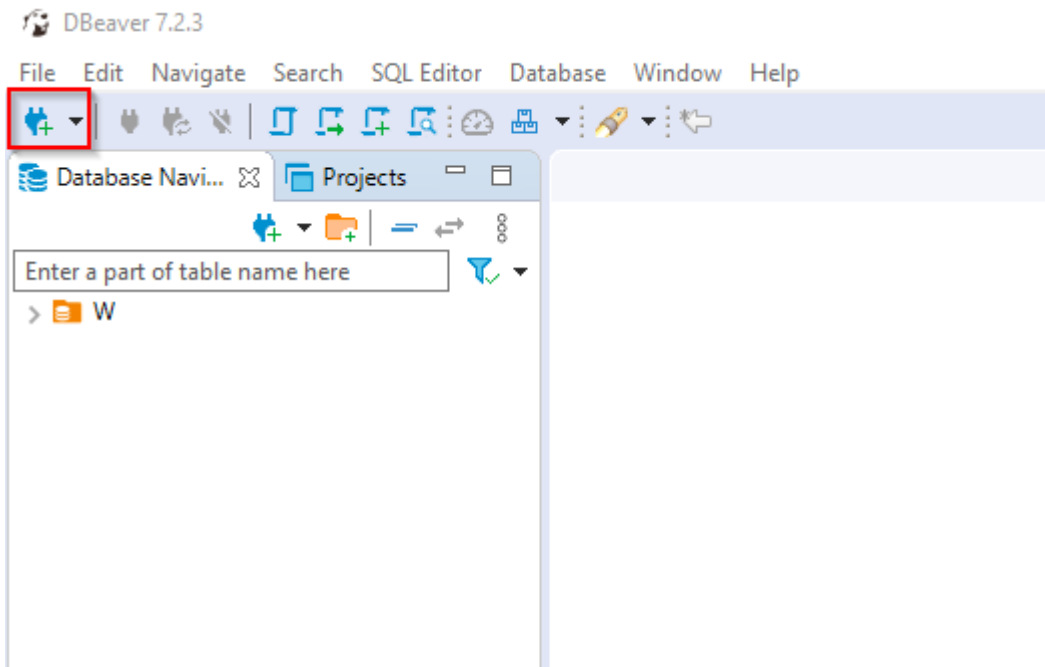 DBeaver 7.2.3
File Edit Navigate Search SQL Editor Database Window Help
Database Navi... Projects
Enter a part of table name here
W